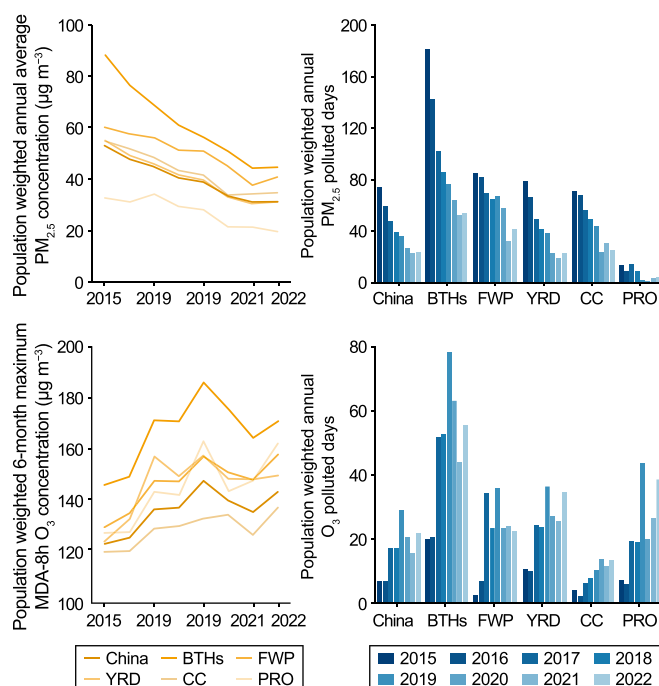 Population weighted annual average
PM2.5 concentration (μg m−3)
100
80
60
40
20
0
2015 2019 2019 2021 2022
Population weighted annual
PM2.5 polluted days
200
160
120
80
40
0
China BTHs FWP YRD CC PRO
Population weighted 6-month maximum
MDA-8h O3 concentration (μg m−3)
200
180
160
140
120
100
2015 2019 2019 2021 2022
Population weighted annual
O3 polluted days
80
60
40
20
0
China BTHs FWP YRD CC PRO
China BTHs FWP
YRD CC PRO
2015 2016 2017 2018
2019 2020 2021 2022